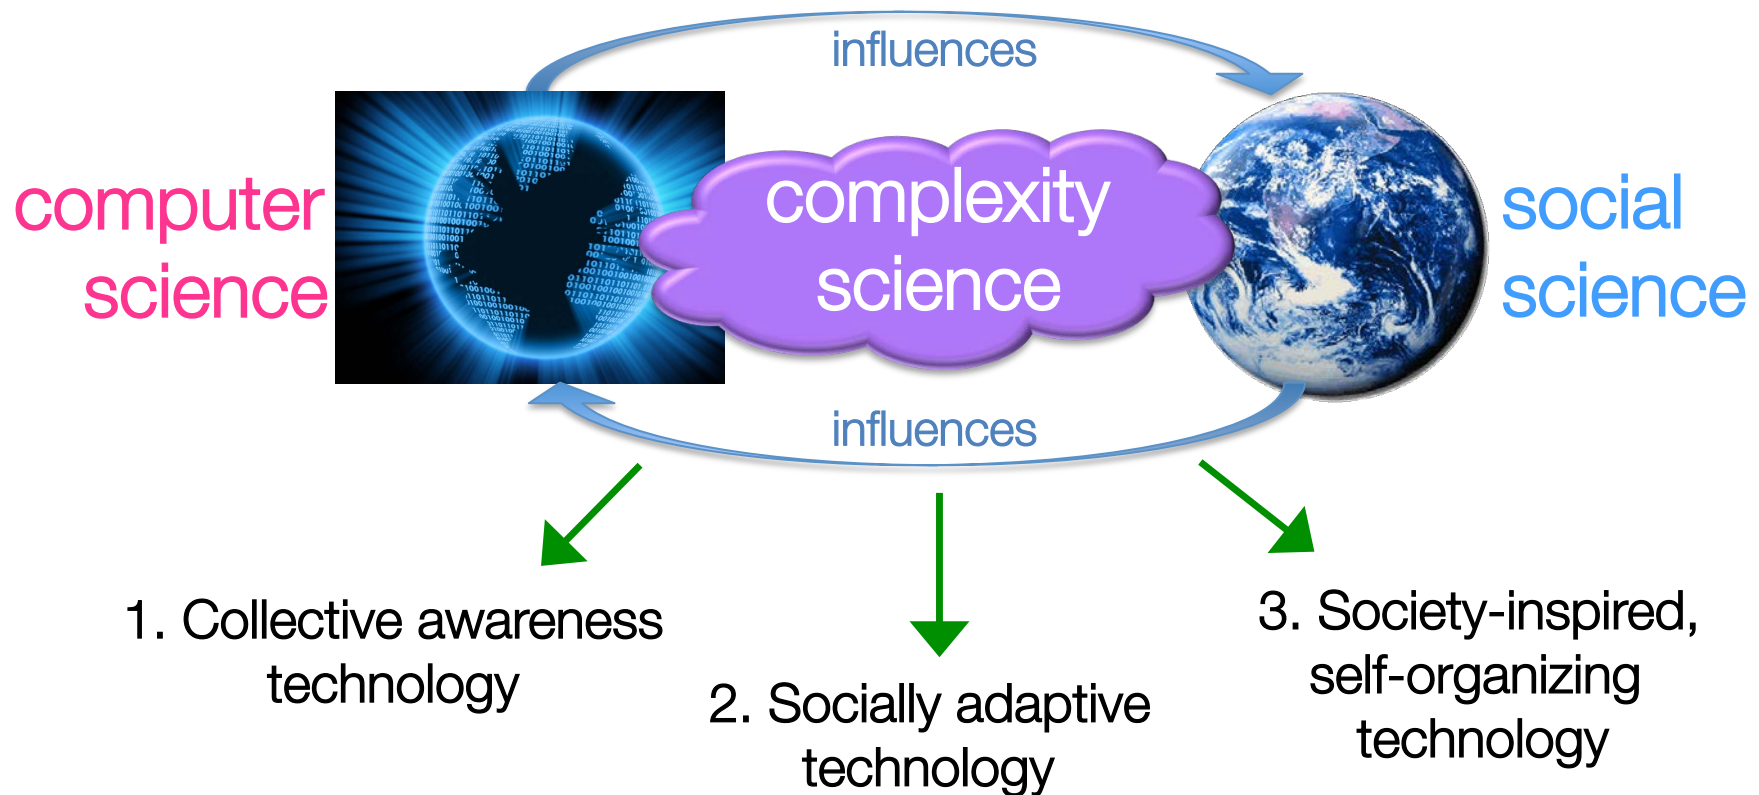 influences
computer
science
complexity
science
social
science
influences
1. Collective awareness
technology
2. Socially adaptive
technology
3. Society-inspired,
self-organizing
technology